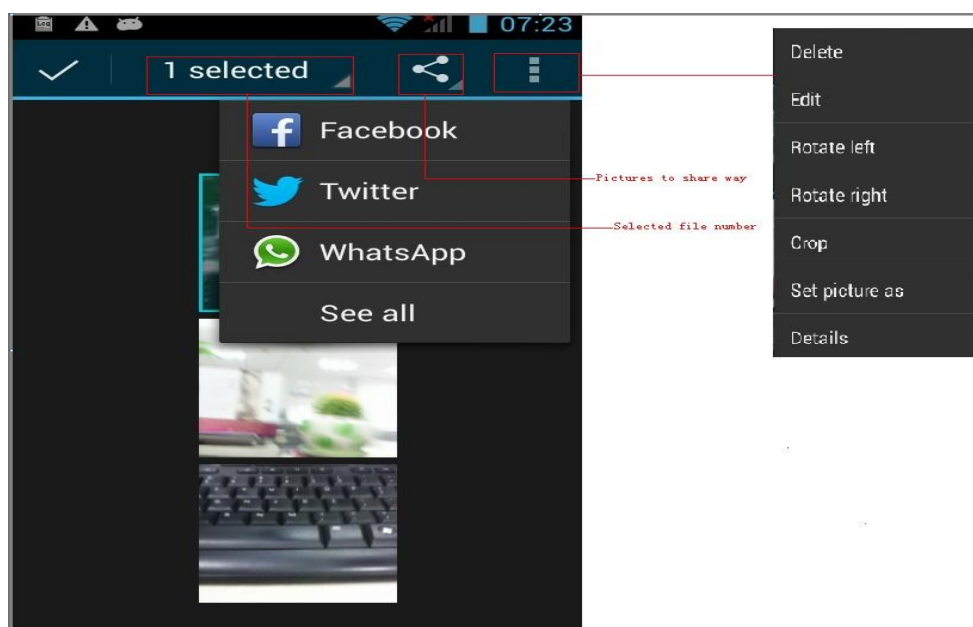 07:23
1 selected
Facebook
Twitter
WhatsApp
See all
Pictures to share way
Selected file number
Delete
Edit
Rotate left
Rotate right
Crop
Set picture as
Details